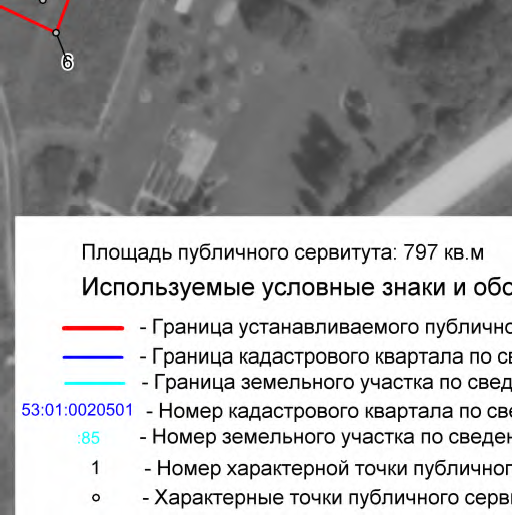 6
Площадь публичного сервитута: 797 кв.м
Используемые условные знаки и обо
- Граница устанавливаемого публично
- Граница кадастрового квартала по св
- Граница земельного участка по свед
53:01:0020501 - Номер кадастрового квартала по све
:85 - Номер земельного участка по сведен
1 - Номер характерной точки публичног
- Характерные точки публичного серви